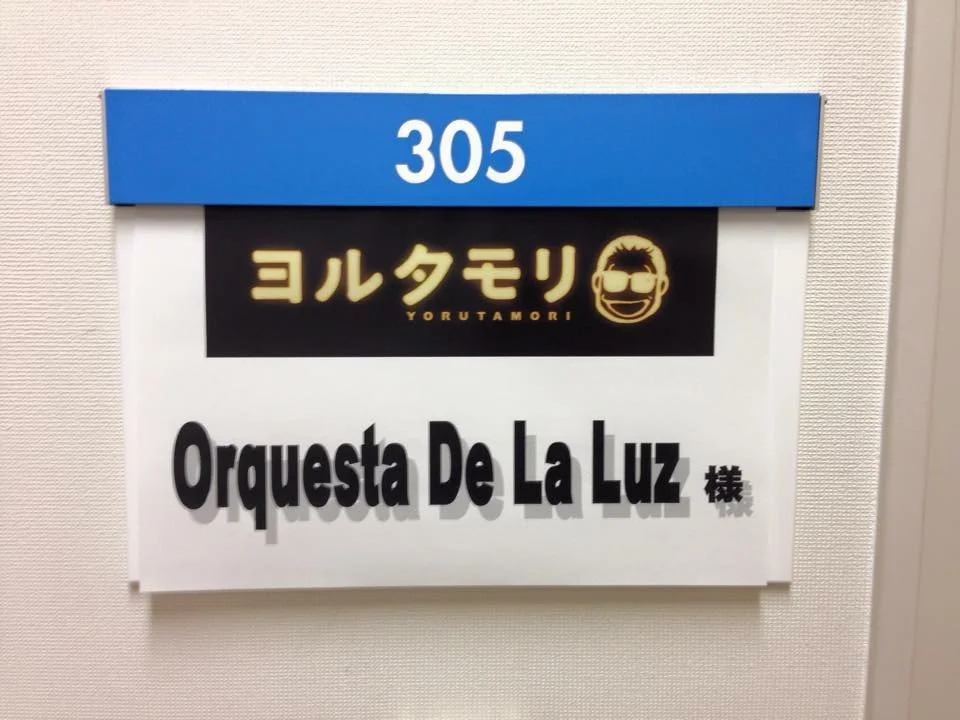 305
ヨルタモリ
YORUTAMORI
Orquesta De La Luz 様